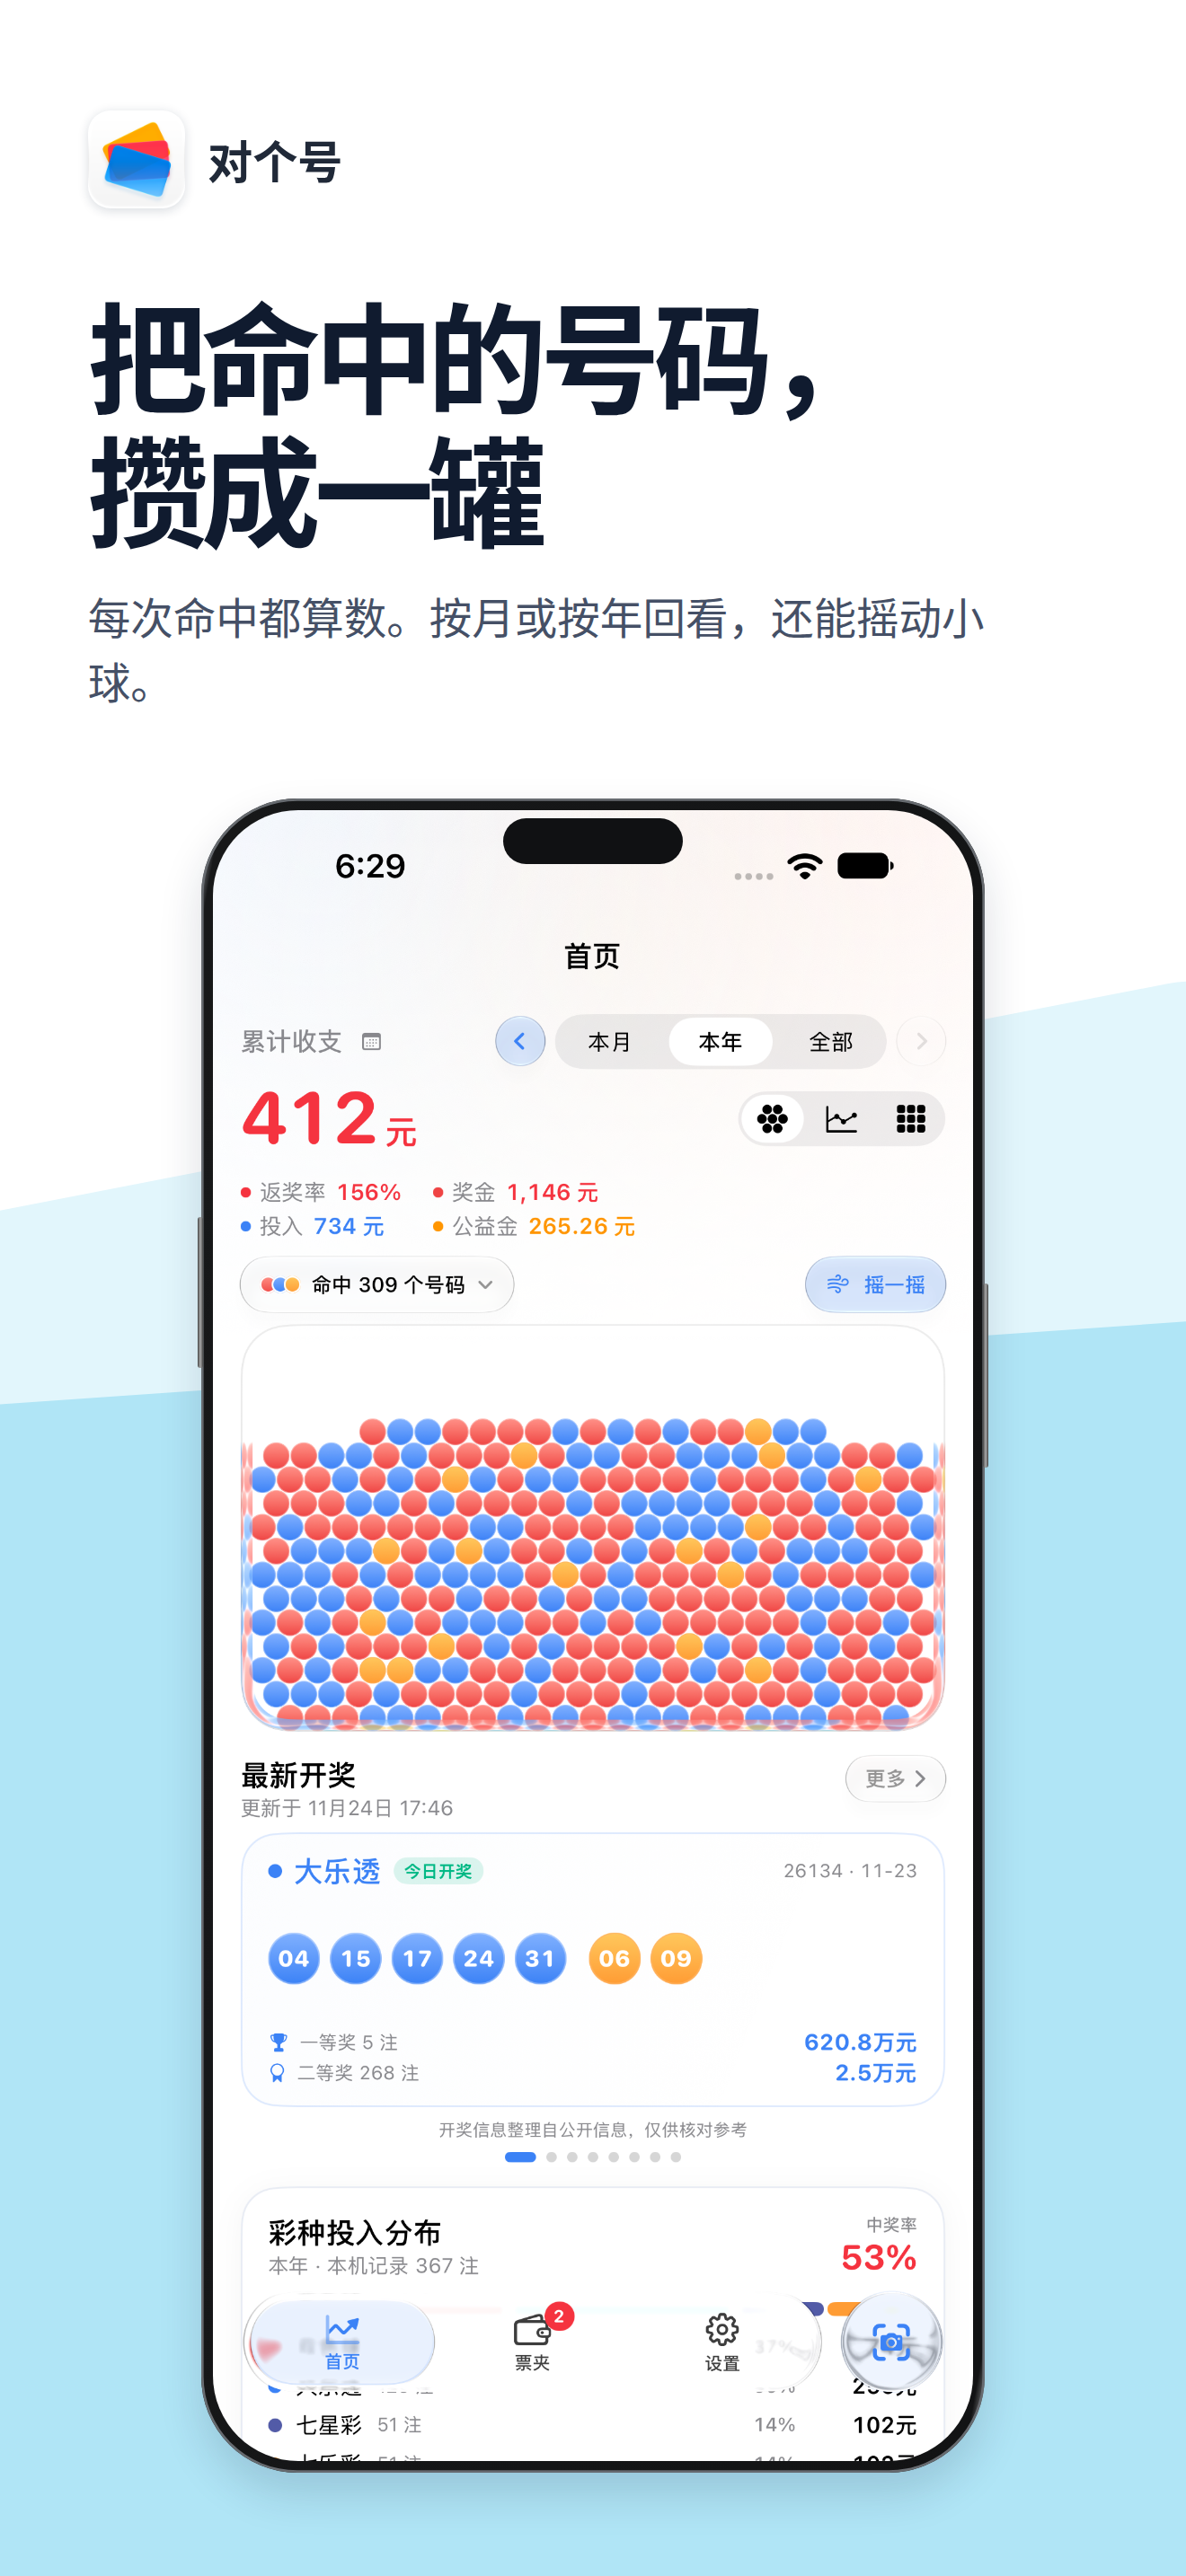 对个号
把命中的号码，
攒成一罐
每次命中都算数。按月或按年回看，还能摇动小
球。
6:29
首页
累计收支 本月 本年 全部
412 元
返奖率 156% 奖金 1,146 元
投入 734 元 公益金 265.26 元
命中 309 个号码 摇一摇
最新开奖 更多
更新于 11月24日 17:46
大乐透 今日开奖 26134 · 11-23
04 15 17 24 31 06 09
一等奖 5 注 620.8万元
二等奖 268 注 2.5万元
开奖信息整理自公开信息，仅供核对参考
彩种投入分布 中奖率
本年 · 本机记录 367 注 53%
2
37%
首页 票夹 设置
七星彩 51 注 14% 102元